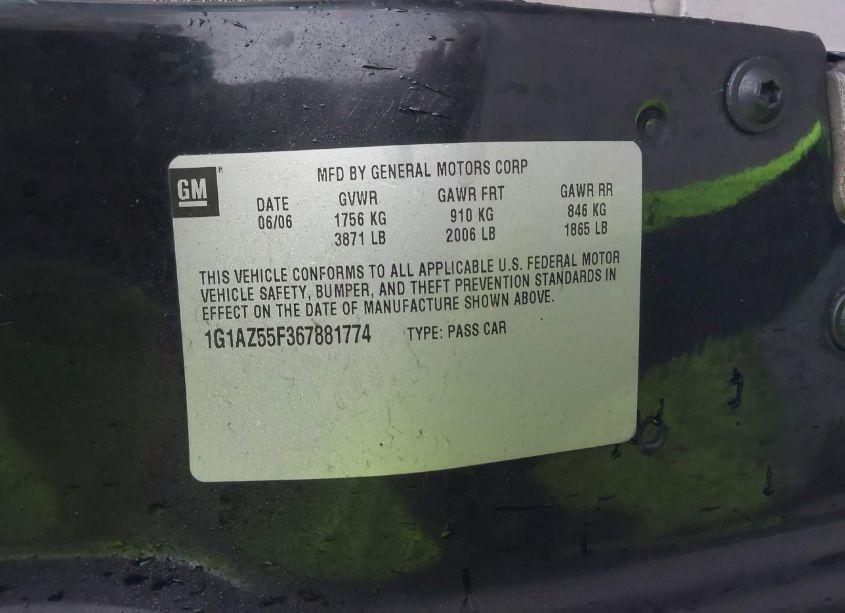 GM
MFD BY GENERAL MOTORS CORP
DATE GVWR GAWR FRT GAWR RR
06/06 1756 KG 910 KG 846 KG
3871 LB 2006 LB 1865 LB
THIS VEHICLE CONFORMS TO ALL APPLICABLE U.S. FEDERAL MOTOR
VEHICLE SAFETY, BUMPER, AND THEFT PREVENTION STANDARDS IN
EFFECT ON THE DATE OF MANUFACTURE SHOWN ABOVE.
1G1AZ55F367881774 TYPE: PASS CAR